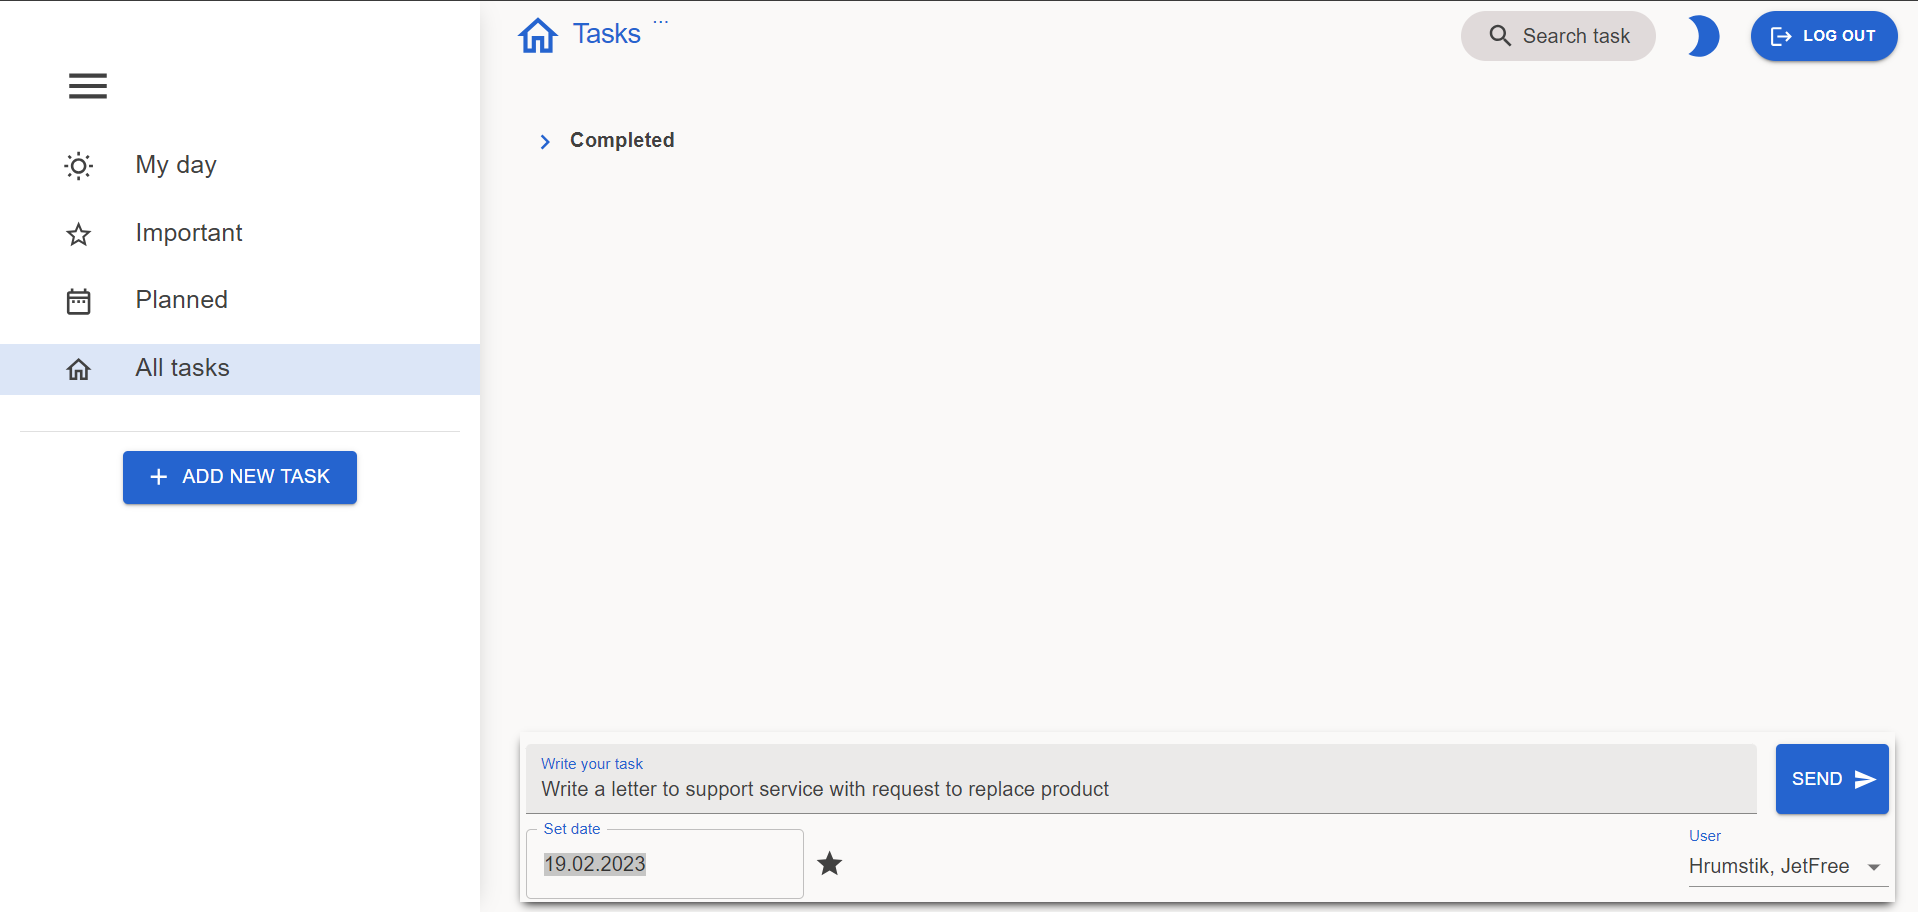 Tasks ...
Search task
LOG OUT
My day
Important
Planned
All tasks
ADD NEW TASK
Completed
Write your task
Write a letter to support service with request to replace product
SEND
Set date
19.02.2023
User
Hrumstik, JetFree